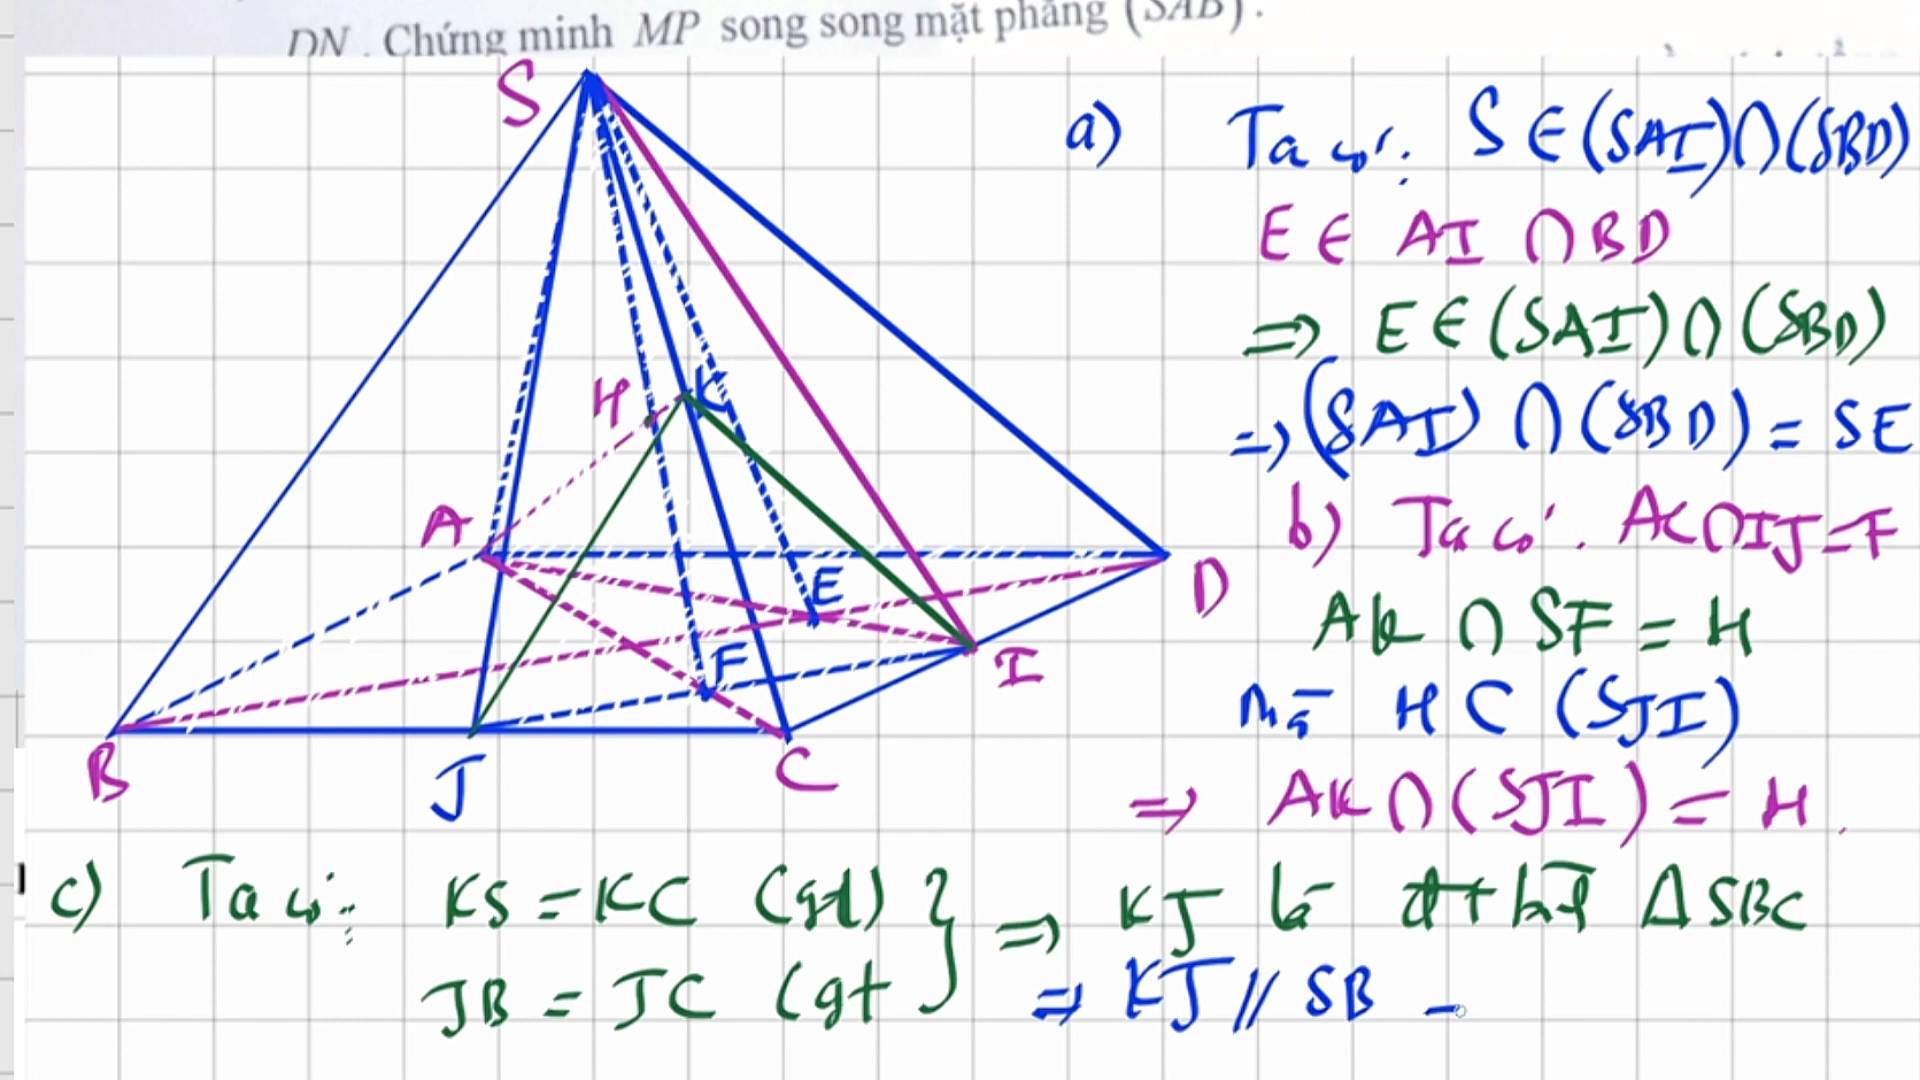 DN. Chứng minh MP song song mặt phẳng (SAB).
S
H
K
A
E
D
F
I
B
J
C
a) Ta có: S ∈ (SAI) ∩ (SBD)
E ∈ AI ∩ BD
=> E ∈ (SAI) ∩ (SBD)
=> (SAI) ∩ (SBD) = SE
b) Ta có: AC ∩ IJ = F
AK ∩ SF = H
mà H ⊂ (SJI)
=> AK ∩ (SJI) = H.
c) Ta có: KS = KC (gt) } => KJ là đt Δ SBC
JB = JC (gt => KJ // SB -